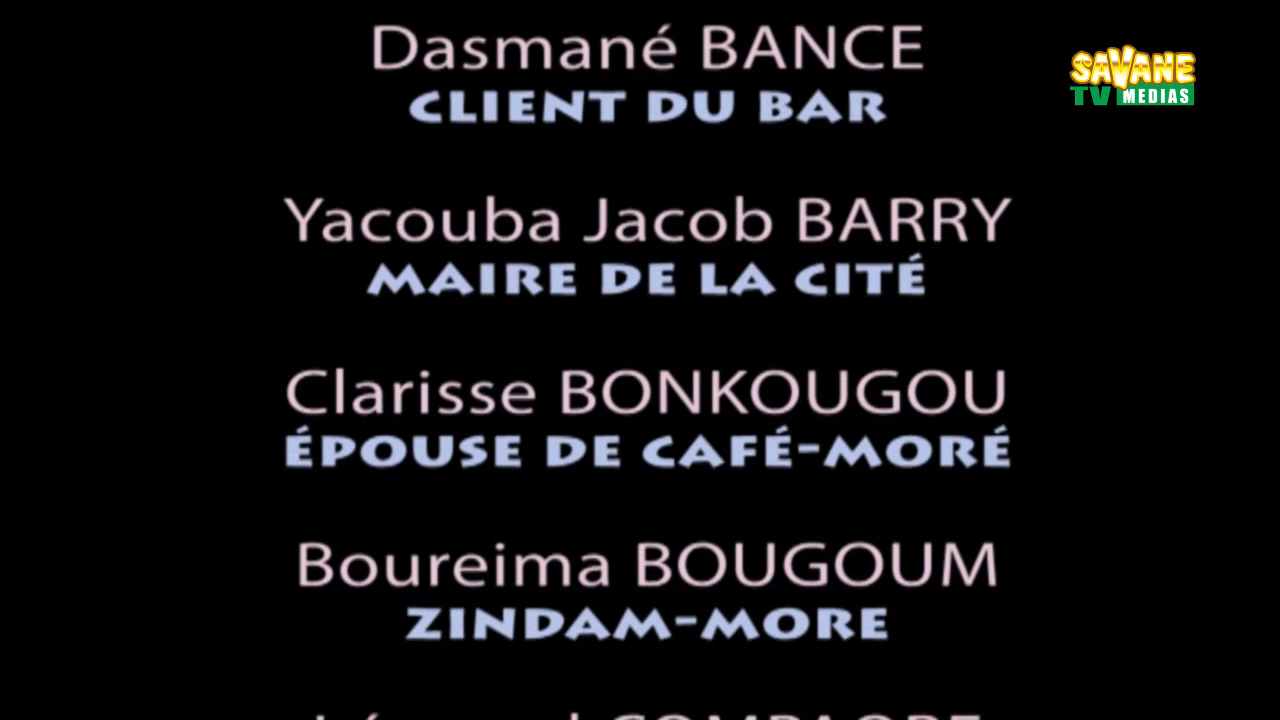 Dasmané BANCE
CLIENT DU BAR
SAVANE
TV MEDIAS
Yacouba Jacob BARRY
MAIRE DE LA CITÉ
Clarisse BONKOUGOU
ÉPOUSE DE CAFÉ-MORÉ
Boureima BOUGOUM
ZINDAM-MORE